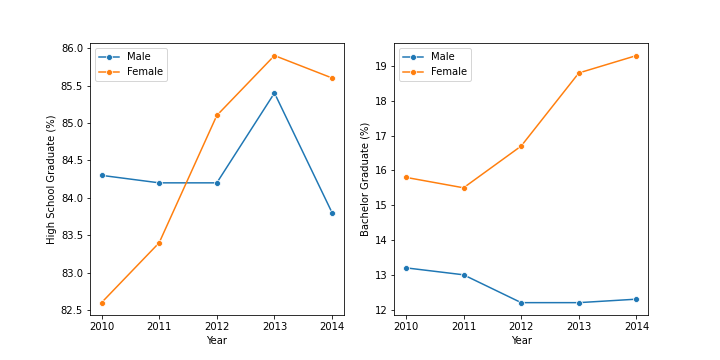 Male
Female
86.0
85.5
85.0
84.5
84.0
83.5
83.0
82.5
High School Graduate (%)
2010 2011 2012 2013 2014
Year
Male
Female
19
18
17
16
15
14
13
12
Bachelor Graduate (%)
2010 2011 2012 2013 2014
Year